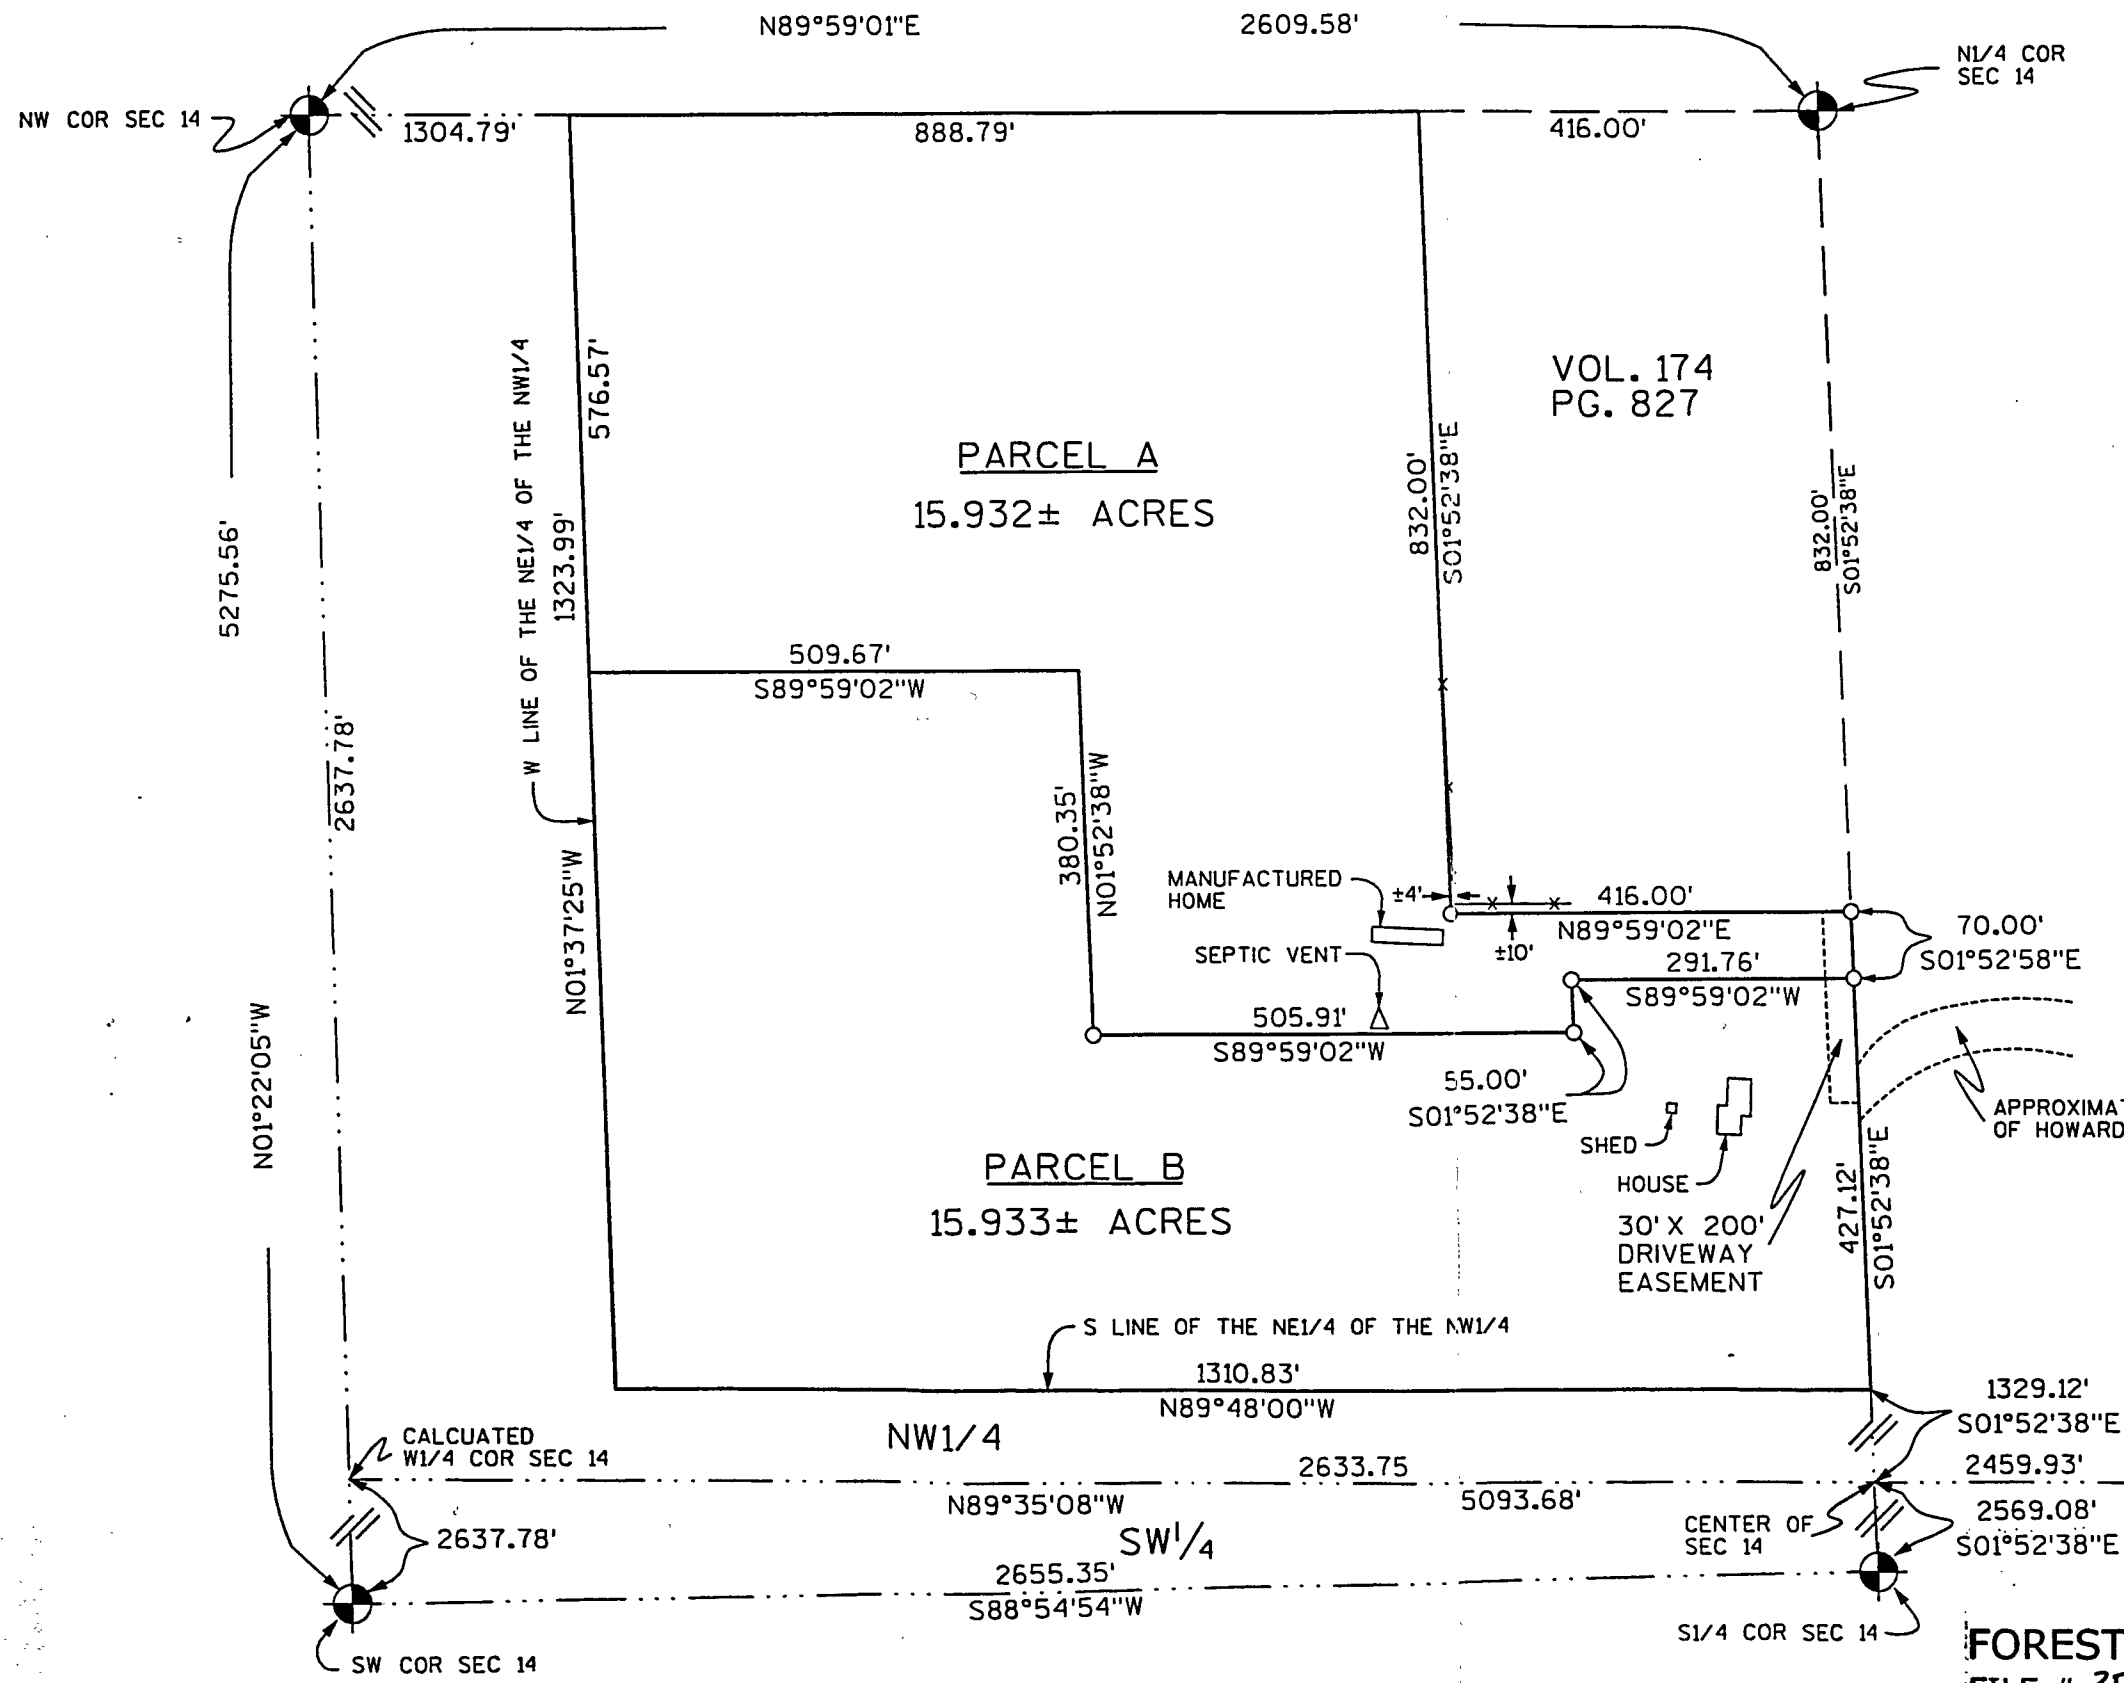 N89°59'01"E
2609.58'
N1/4 COR
SEC 14
NW COR SEC 14
1304.79'
888.79'
416.00'
W LINE OF THE NE1/4 OF THE NW1/4
576.57'
1323.99'
VOL. 174
PG. 827
PARCEL A
15.932± ACRES
832.00'
S01°52'38"E
832.00'
S01°52'38"E
5275.56'
2637.78'
509.67'
S89°59'02"W
380.35'
N01°52'38"W
N01°37'25"W
MANUFACTURED
HOME
±4'
416.00'
N89°59'02"E
±10'
70.00'
S01°52'58"E
SEPTIC VENT
291.76'
S89°59'02"W
505.91'
S89°59'02"W
55.00'
S01°52'38"E
N01°22'05"W
SHED
HOUSE
APPROXIMAT
OF HOWARD
PARCEL B
15.933± ACRES
30' X 200'
DRIVEWAY
EASEMENT
427.12'
S01°52'38"E
S LINE OF THE NE1/4 OF THE NW1/4
1310.83'
N89°48'00"W
1329.12'
S01°52'38"E
CALCUATED
W1/4 COR SEC 14
NW1/4
2633.75
2459.93'
N89°35'08"W
5093.68'
2637.78'
SW1/4
CENTER OF
SEC 14
2569.08'
S01°52'38"E
2655.35'
S88°54'54"W
SW COR SEC 14
S1/4 COR SEC 14
FOREST
FILE #